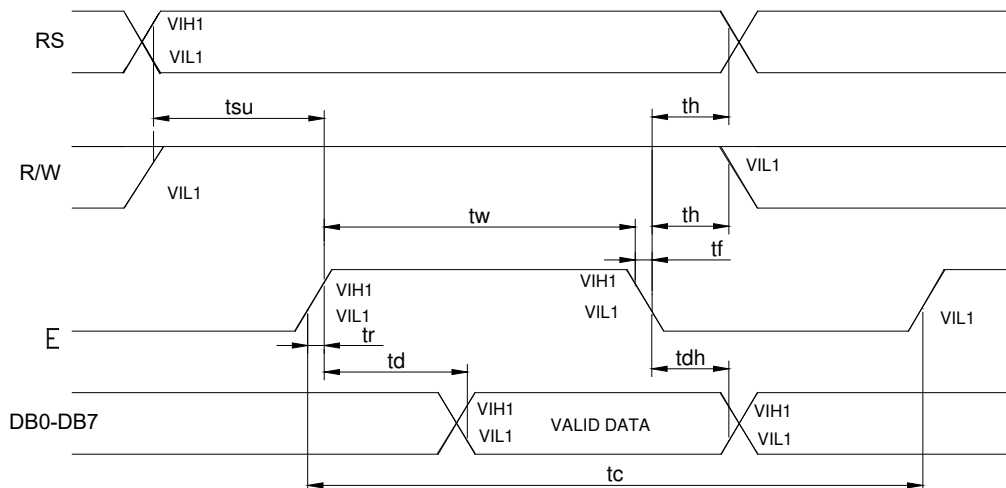 VIH1
RS
VIL1
tsu
th
R/W
VIL1
VIL1
tw
th
tf
VIH1
VIH1
VIL1
VIL1
VIL1
E
tr
td
tdh
VIH1
VIH1
DB0-DB7
VALID DATA
VIL1
VIL1
tc